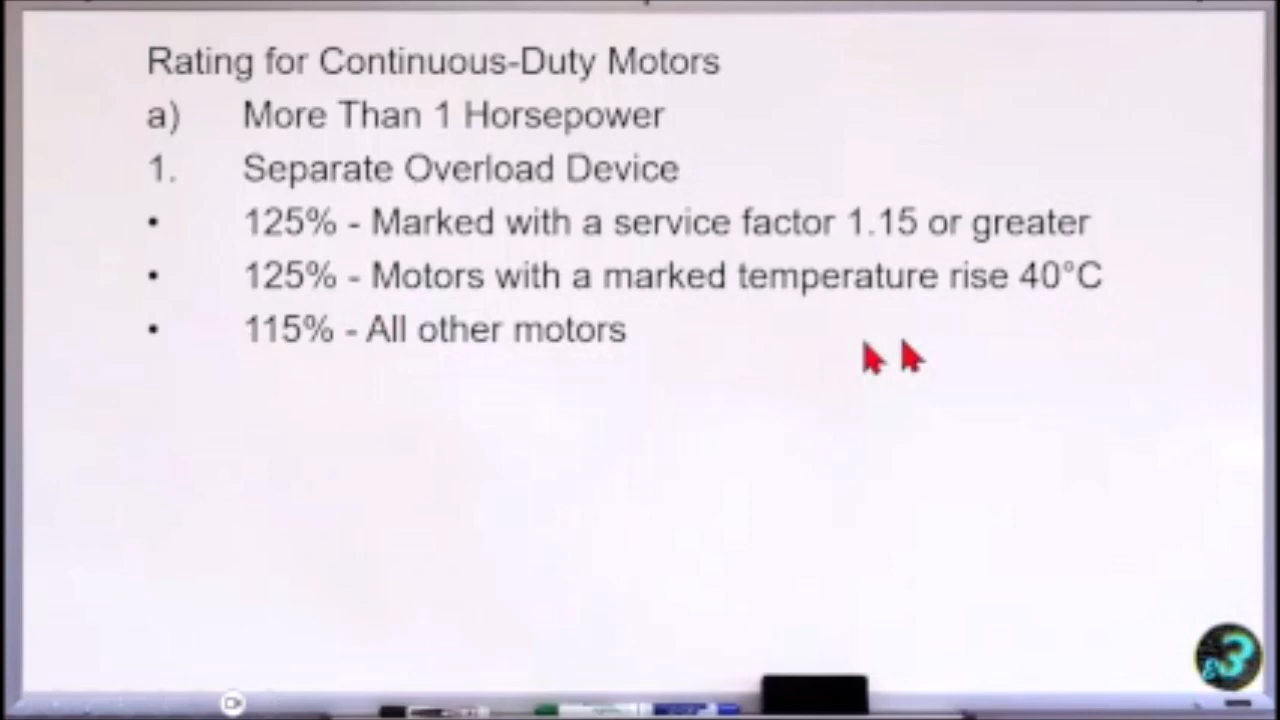 Rating for Continuous-Duty Motors
a) More Than 1 Horsepower
1. Separate Overload Device
• 125% - Marked with a service factor 1.15 or greater
• 125% - Motors with a marked temperature rise 40°C
• 115% - All other motors
ε3